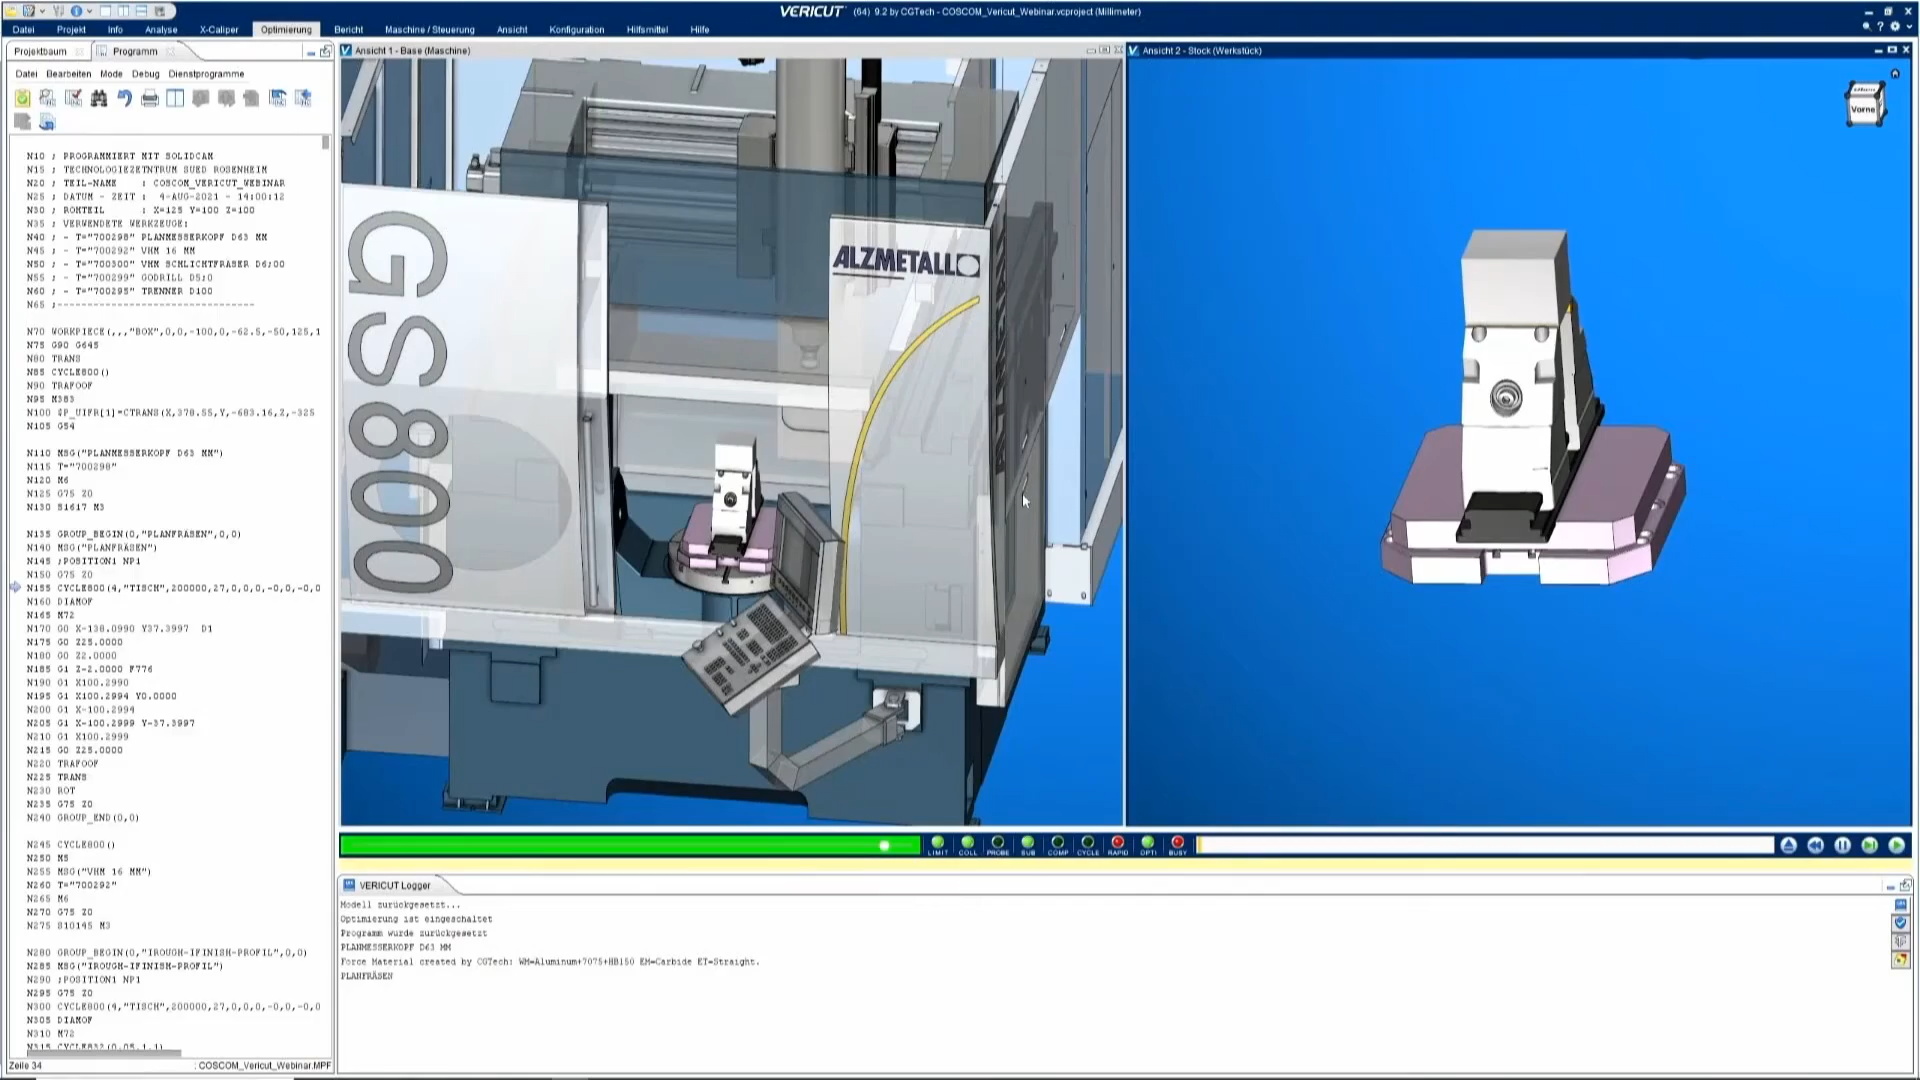 VERICUT (64) 9.2 by CGTech - COSCOM_Vericut_Webinar.vcproject (Millimeter)
Datei Projekt Info Analyse X-Caliper Optimierung Bericht Maschine / Steuerung Ansicht Konfiguration Hilfsmittel Hilfe
Projektbaum Programm
Datei Bearbeiten Mode Debug Dienstprogramme
N10 ; PROGRAMMIERT MIT SOLIDCAM
N15 ; TECHNOLOGIEZETNTRUM SUED ROSENHEIM
N20 ; TEIL-NAME : COSCOM_VERICUT_WEBINAR
N25 ; DATUM - ZEIT : 4-AUG-2021 - 14:00:12
N30 ; ROHTEIL : X=125 Y=100 Z=100
N35 ; VERWENDETE WERKZEUGE:
N40 ; - T="700298" PLANMESSERKOPF D63 MM
N45 ; - T="700292" VHM 16 MM
N50 ; - T="700300" VHM SCHLICHTFRASER D6;00
N55 ; - T="700299" GODRILL D5;0
N60 ; - T="700295" TRENNER D100
N65 ;---------------------------------
N70 WORKPIECE(,,,"BOX",0,0,-100,0,-62.5,-50,125,1
N75 G90 G645
N80 TRANS
N85 CYCLE800()
N90 TRAFOOF
N95 M383
N100 $P_UIFR[1]=CTRANS(X,378.55,Y,-683.16,Z,-325
N105 G54
N110 MSG("PLANMESSERKOPF D63 MM")
N115 T="700298"
N120 M6
N125 G75 Z0
N130 S1617 M3
N135 GROUP_BEGIN(0,"PLANFRÄSEN",0,0)
N140 MSG("PLANFRÄSEN")
N145 ;POSITION1 NP1
N150 G75 Z0
N155 CYCLE800(4,"TISCH",200000,27,0,0,0,-0,0,-0,0
N160 DIAMOF
N165 M72
N170 G0 X-138.0990 Y37.3997 D1
N175 G0 Z25.0000
N180 G0 Z2.0000
N185 G1 Z-2.0000 F776
N190 G1 X100.2990
N195 G1 X100.2994 Y0.0000
N200 G1 X-100.2994
N205 G1 X-100.2999 Y-37.3997
N210 G1 X100.2999
N215 G0 Z25.0000
N220 TRAFOOF
N225 TRANS
N230 ROT
N235 G75 Z0
N240 GROUP_END(0,0)
N245 CYCLE800()
N250 M5
N255 MSG("VHM 16 MM")
N260 T="700292"
N265 M6
N270 G75 Z0
N275 S10145 M3
N280 GROUP_BEGIN(0,"IROUGH-IFINISH-PROFIL",0,0)
N285 MSG("IROUGH-IFINISH-PROFIL")
N290 ;POSITION1 NP1
N295 G75 Z0
N300 CYCLE800(4,"TISCH",200000,27,0,0,0,-0,0,-0,0
N305 DIAMOF
N310 M72
N315 CYCLE832(0.05,1,1)
Zeile 34 : COSCOM_Vericut_Webinar.MPF
Ansicht 1 - Base (Maschine)
GS800
ALZMETALL
Ansicht 2 - Stock (Werkstück)
Vorne
LIMIT COLL PROBE SUB COMP CYCLE RAPID OPTI BUSY
VERICUT Logger
Modell zurückgesetzt...
Optimierung ist eingeschaltet
Programm wurde zurückgesetzt
PLANMESSERKOPF D63 MM
Force Material created by CGTech: WM=Aluminum+7075+HB150 EM=Carbide ET=Straight.
PLANFRÄSEN